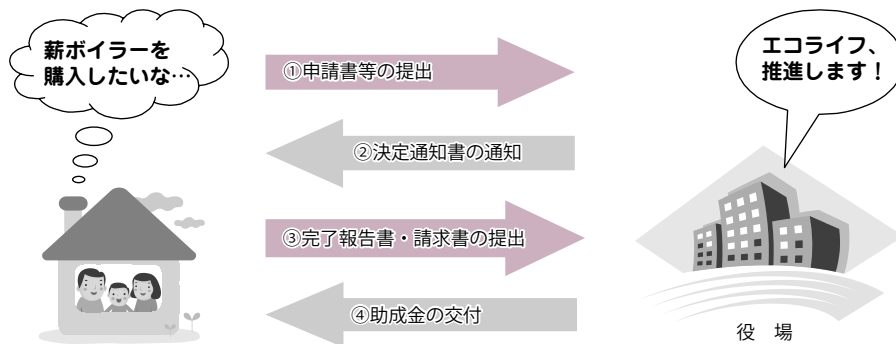 薪ボイラーを
購入したいな…
エコライフ、
推進します！
①申請書等の提出
②決定通知書の通知
③完了報告書・請求書の提出
④助成金の交付
役　場